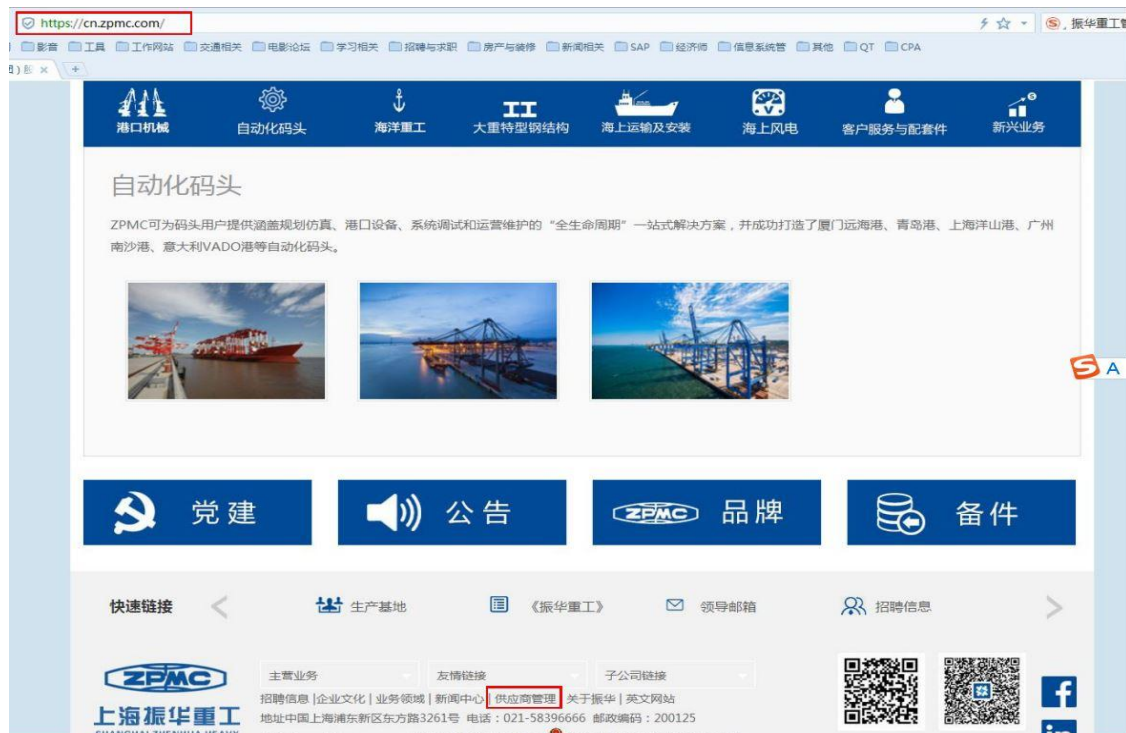 https://cn.zpmc.com/
振华重工
影音 工具 工作网站 交通相关 电影论坛 学习相关 招聘与求职 房产与装修 新闻相关 SAP 经济师 信息系统管 其他 QT CPA
港口机械 自动化码头 海洋重工 大重特型钢结构 海上运输及安装 海上风电 客户服务与配套件 新兴业务
自动化码头
ZPMC可为码头用户提供涵盖规划仿真、港口设备、系统调试和运营维护的“全生命周期”一站式解决方案，并成功打造了厦门远海港、青岛港、上海洋山港、广州
南沙港、意大利VADO港等自动化码头。
A
党建 公告 ZPMC 品牌 备件
快速链接 生产基地 《振华重工》 领导邮箱 招聘信息
ZPMC
上海振华重工
主营业务 友情链接 子公司链接
招聘信息 | 企业文化 | 业务领域 | 新闻中心 | 供应商管理 | 关于振华 | 英文网站
地址中国上海浦东新区东方路3261号 电话：021-58396666 邮政编码：200125